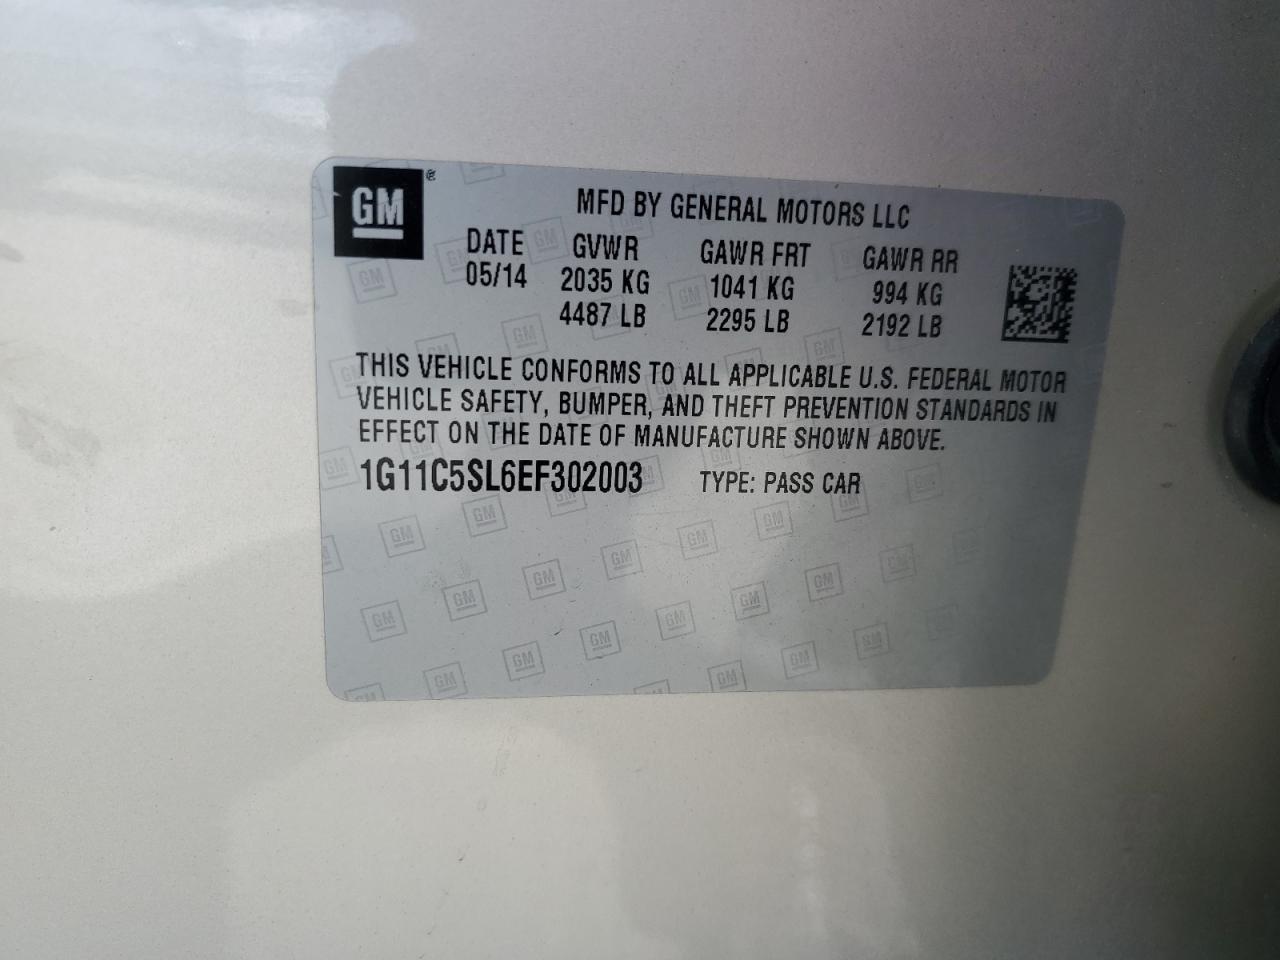 GM®
MFD BY GENERAL MOTORS LLC
DATE GVWR GAWR FRT GAWR RR
05/14 2035 KG 1041 KG 994 KG
4487 LB 2295 LB 2192 LB
THIS VEHICLE CONFORMS TO ALL APPLICABLE U.S. FEDERAL MOTOR
VEHICLE SAFETY, BUMPER, AND THEFT PREVENTION STANDARDS IN
EFFECT ON THE DATE OF MANUFACTURE SHOWN ABOVE.
1G11C5SL6EF302003 TYPE: PASS CAR